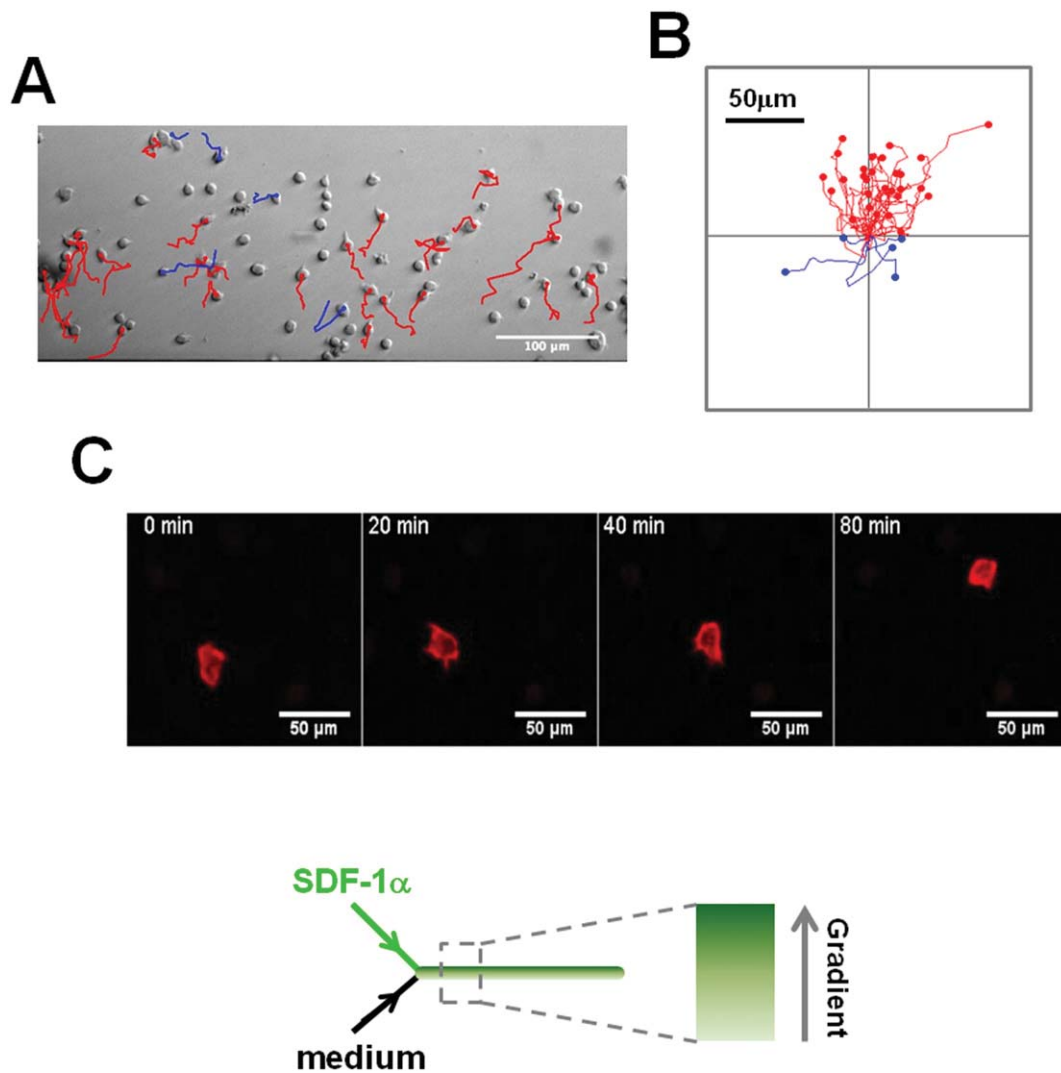 A
100 µm
B
50µm
C
0 min
20 min
40 min
80 min
50 µm
50 µm
50 µm
50 µm
SDF-1α
medium
Gradient